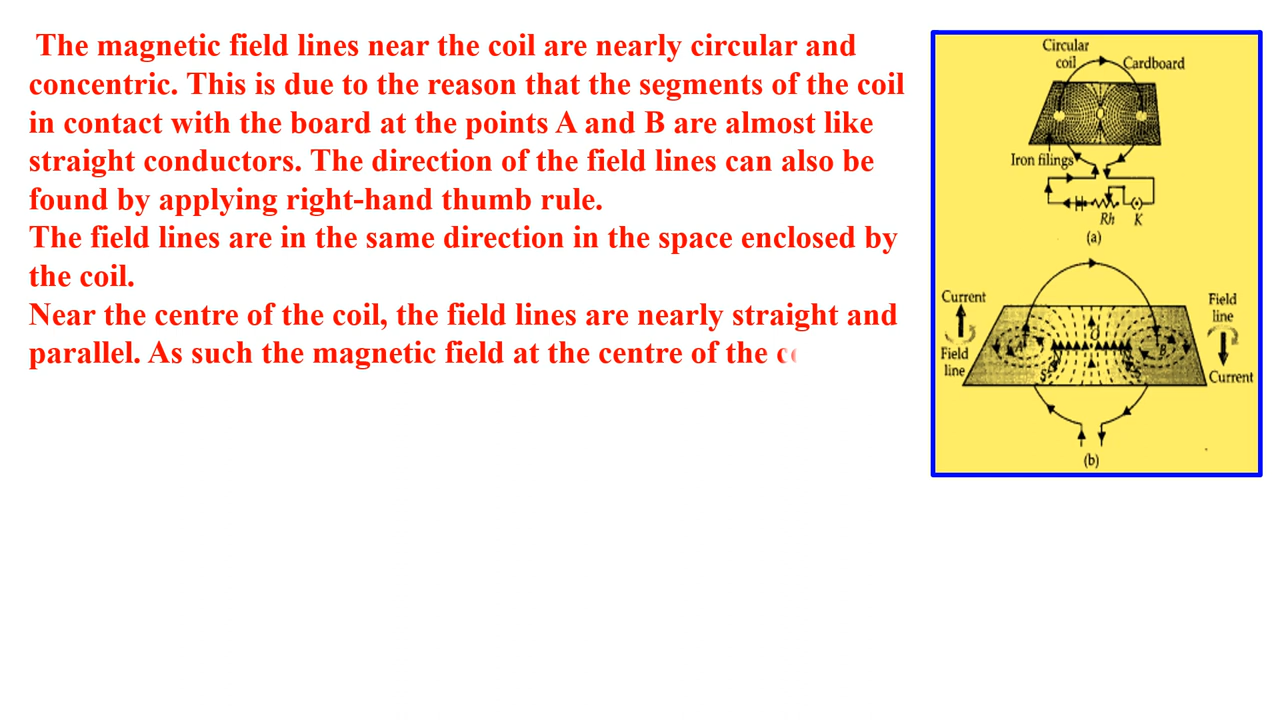 The magnetic field lines near the coil are nearly circular and
concentric. This is due to the reason that the segments of the coil
in contact with the board at the points A and B are almost like
straight conductors. The direction of the field lines can also be
found by applying right-hand thumb rule.
The field lines are in the same direction in the space enclosed by
the coil.
Near the centre of the coil, the field lines are nearly straight and
parallel. As such the magnetic field at the centre of the
Circular
coil
Cardboard
Iron filings
Rh
K
(a)
Current
Field
line
Field
line
Current
A
O
B
N
N
S
S
(b)